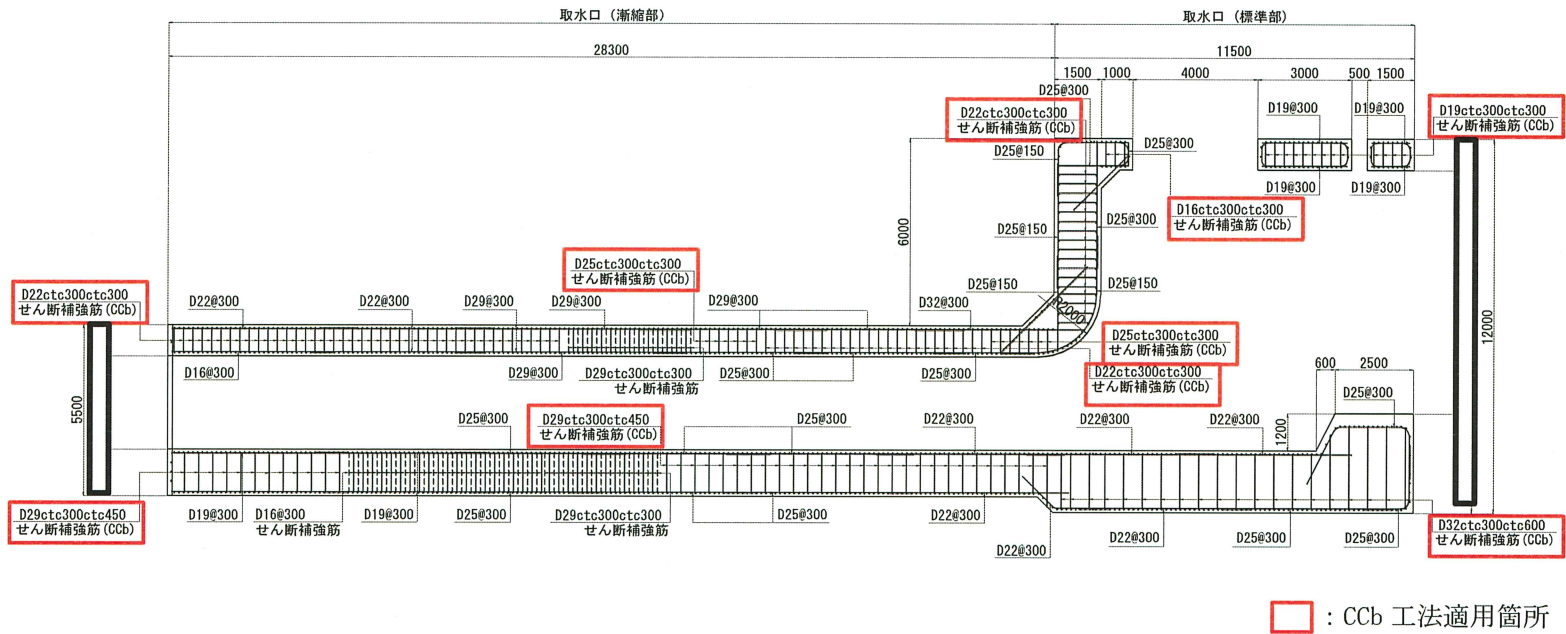 取水口（漸縮部）
取水口（標準部）
28300
11500
1500
1000
4000
3000
500
1500
D25@300
D22ctc300ctc300
せん断補強筋(CCb)
D19@300
D19@300
D19ctc300ctc300
せん断補強筋(CCb)
D25@150
D25@300
D19@300
D19@300
D16ctc300ctc300
せん断補強筋(CCb)
6000
D25@150
D25@300
12000
D25ctc300ctc300
せん断補強筋(CCb)
D22ctc300ctc300
せん断補強筋(CCb)
D22@300
D22@300
D29@300
D29@300
D29@300
D32@300
D25@150
D25@150
R2000
D25ctc300ctc300
せん断補強筋(CCb)
D16@300
D29@300
D29ctc300ctc300
せん断補強筋
D25@300
D25@300
D22ctc300ctc300
せん断補強筋(CCb)
5500
600
2500
D25@300
D25@300
D29ctc300ctc450
せん断補強筋(CCb)
D25@300
D22@300
D22@300
D22@300
1200
D29ctc300ctc450
せん断補強筋(CCb)
D19@300
D16@300
せん断補強筋
D19@300
D25@300
D29ctc300ctc300
せん断補強筋
D25@300
D22@300
D22@300
D22@300
D25@300
D25@300
D32ctc300ctc600
せん断補強筋(CCb)
：CCb 工法適用箇所